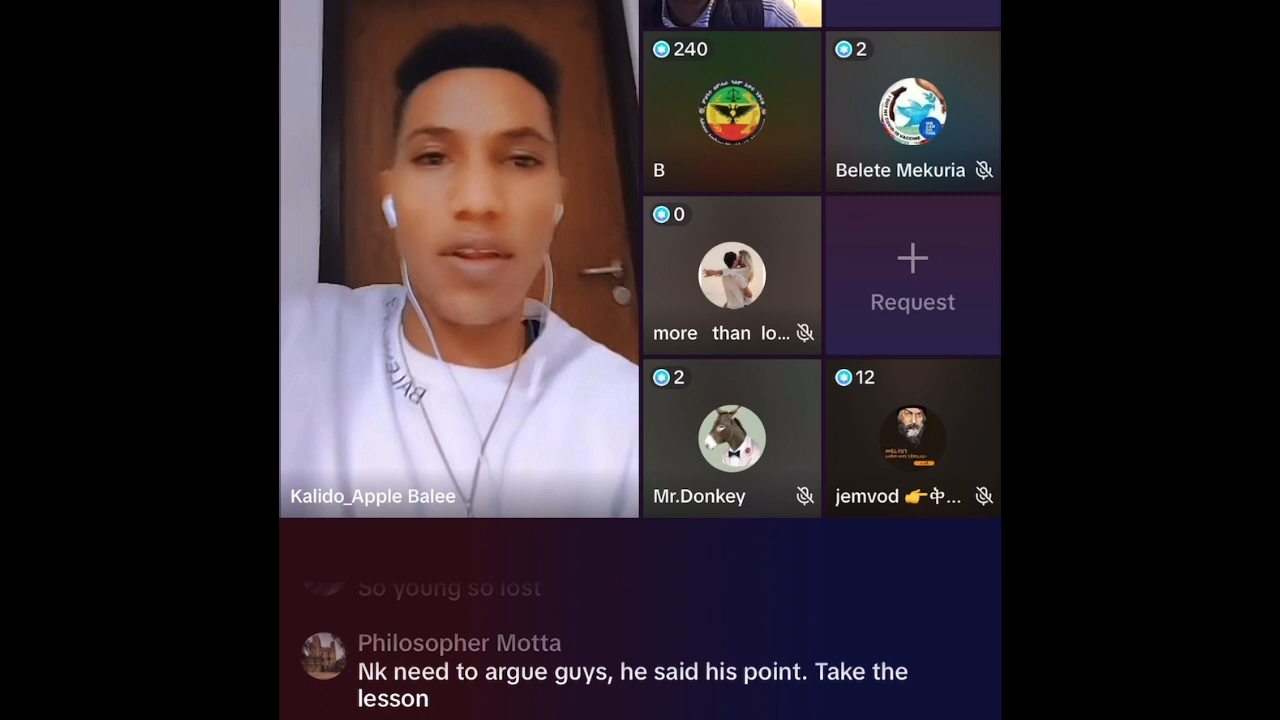 240
2
B
Belete Mekuria
0
more than lo...
Request
2
12
Mr.Donkey
jemvod 👉ቅ...
Kalido_Apple Balee
So young so lost
Philosopher Motta
Nk need to argue guys, he said his point. Take the
lesson